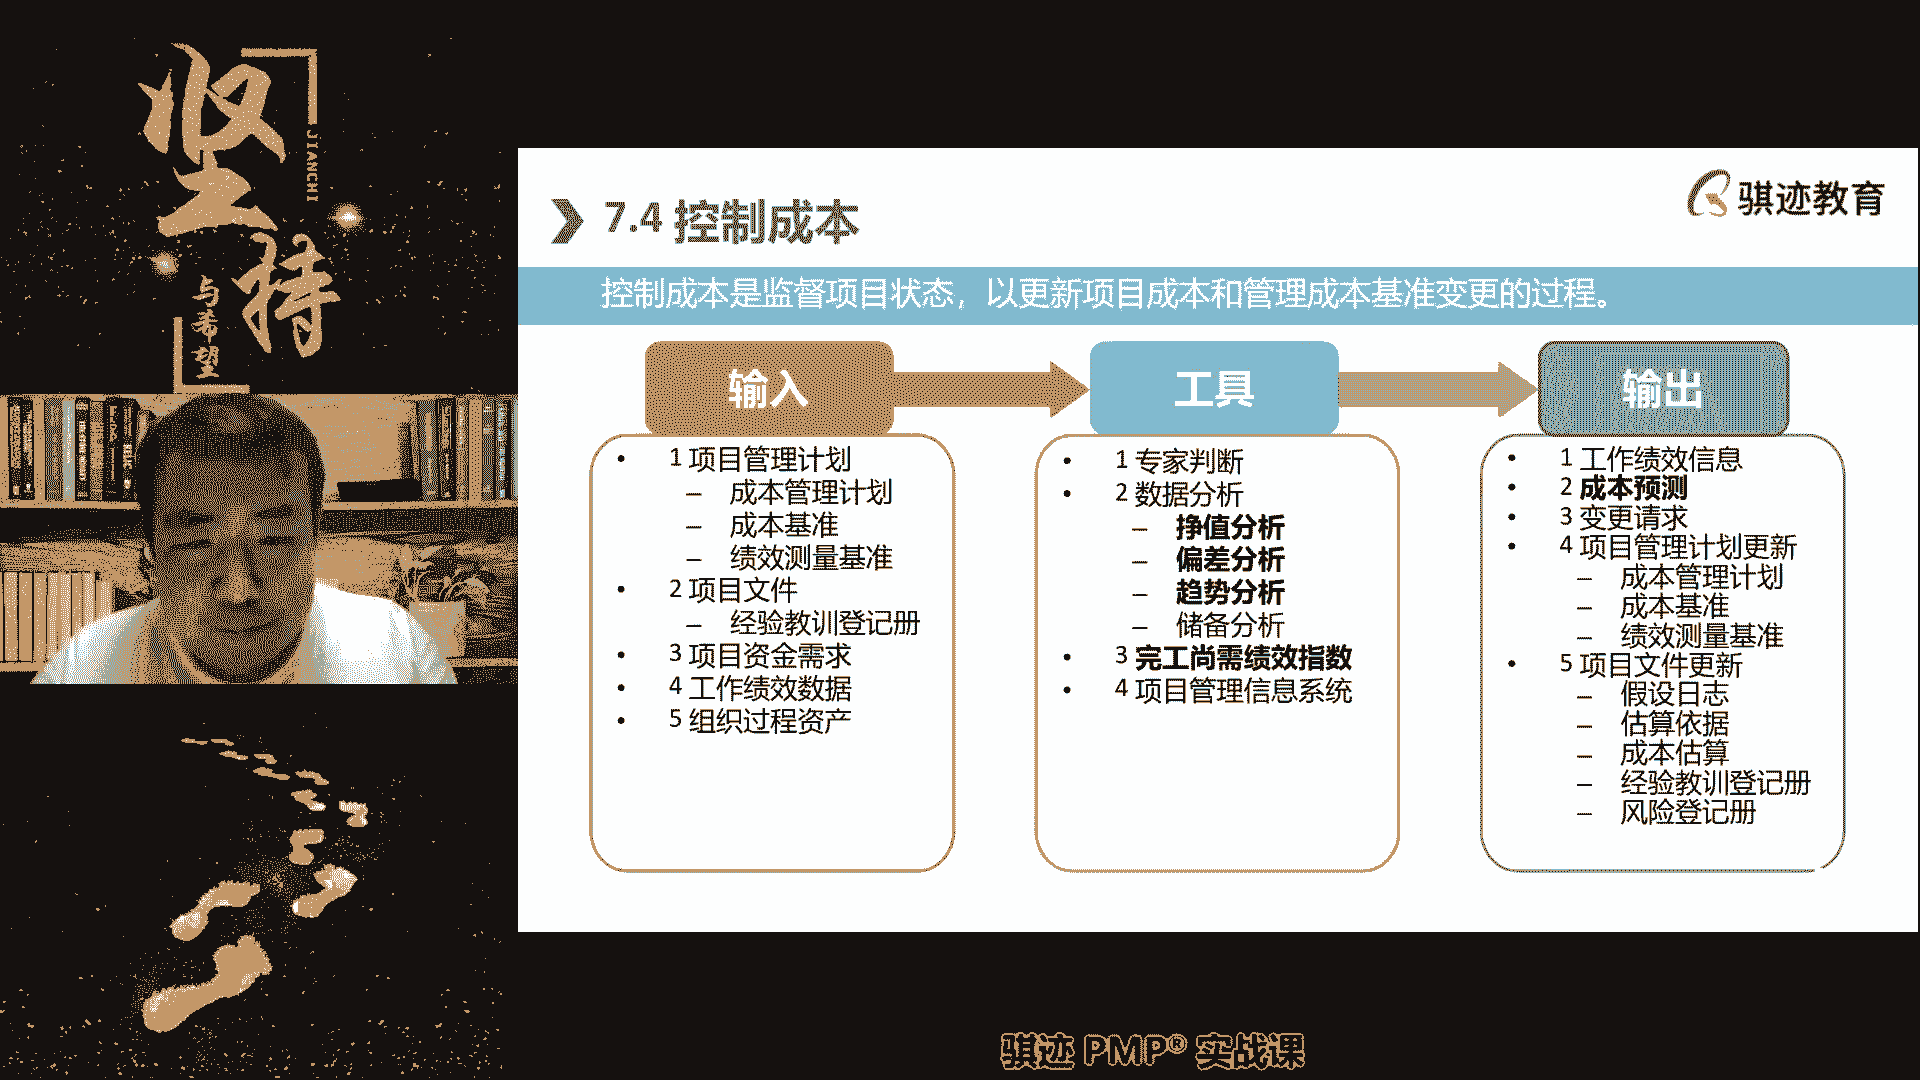 坚持
JIANCHI
与希望
7.4 控制成本
骐迹教育
控制成本是监督项目状态，以更新项目成本和管理成本基准变更的过程。
输入
• 1 项目管理计划
– 成本管理计划
– 成本基准
– 绩效测量基准
• 2 项目文件
– 经验教训登记册
• 3 项目资金需求
• 4 工作绩效数据
• 5 组织过程资产
工具
• 1 专家判断
• 2 数据分析
– 挣值分析
– 偏差分析
– 趋势分析
– 储备分析
• 3 完工尚需绩效指数
• 4 项目管理信息系统
输出
• 1 工作绩效信息
• 2 成本预测
• 3 变更请求
• 4 项目管理计划更新
– 成本管理计划
– 成本基准
– 绩效测量基准
• 5 项目文件更新
– 假设日志
– 估算依据
– 成本估算
– 经验教训登记册
– 风险登记册
骐迹 PMP® 实战课